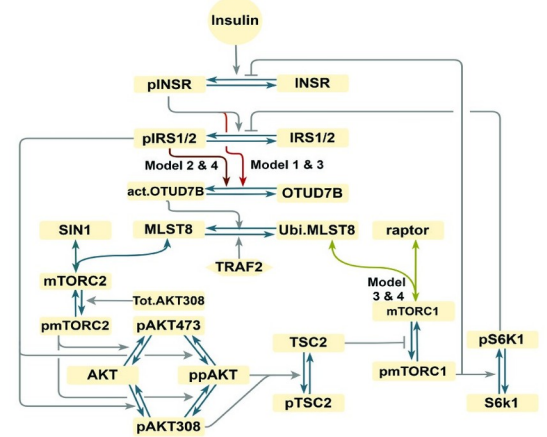 Insulin
pINSR
INSR
pIRS1/2
IRS1/2
Model 2 & 4
Model 1 & 3
act.OTUD7B
OTUD7B
SIN1
MLST8
Ubi.MLST8
raptor
TRAF2
mTORC2
Model
3 & 4
Tot.AKT308
mTORC1
pmTORC2
pAKT473
TSC2
pS6K1
AKT
ppAKT
pmTORC1
pTSC2
S6k1
pAKT308